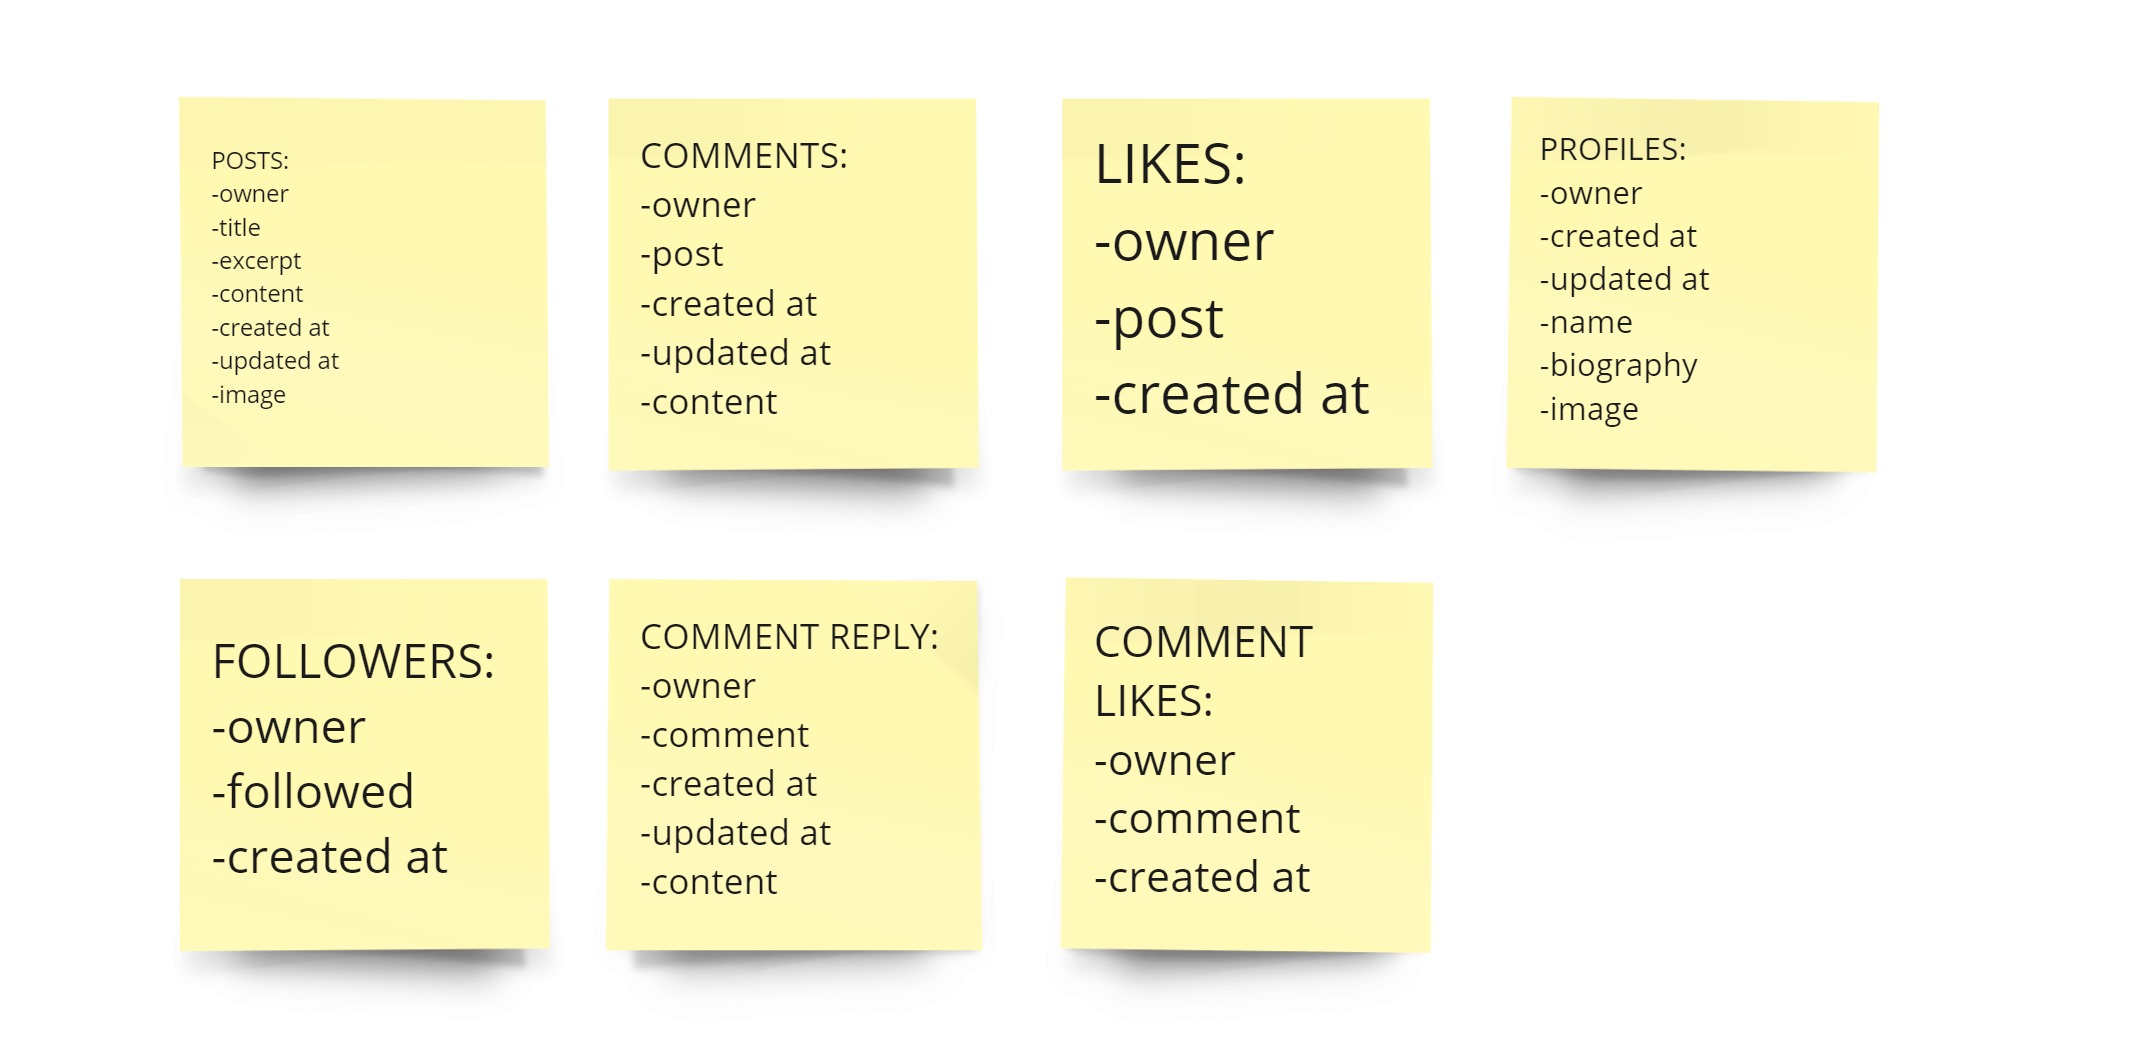 POSTS:
-owner
-title
-excerpt
-content
-created at
-updated at
-image
COMMENTS:
-owner
-post
-created at
-updated at
-content
LIKES:
-owner
-post
-created at
PROFILES:
-owner
-created at
-updated at
-name
-biography
-image
FOLLOWERS:
-owner
-followed
-created at
COMMENT REPLY:
-owner
-comment
-created at
-updated at
-content
COMMENT
LIKES:
-owner
-comment
-created at